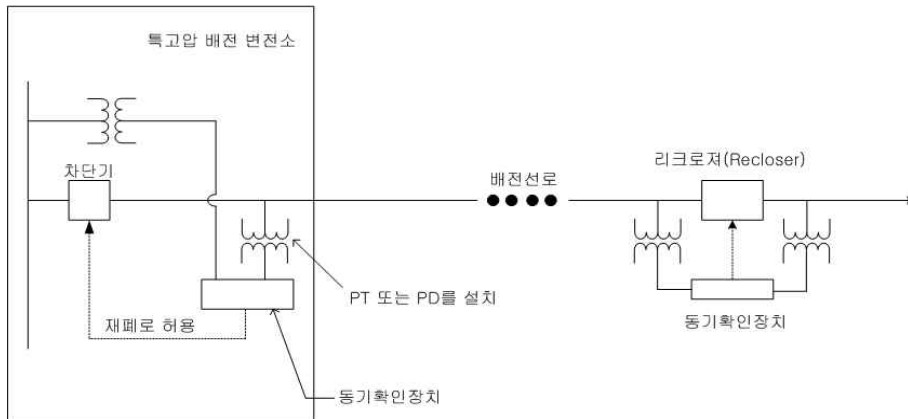 특고압 배전 변전소
차단기
리크로져(Recloser)
배전선로
PT 또는 PD를 설치
재폐로 허용
동기확인장치
동기확인장치